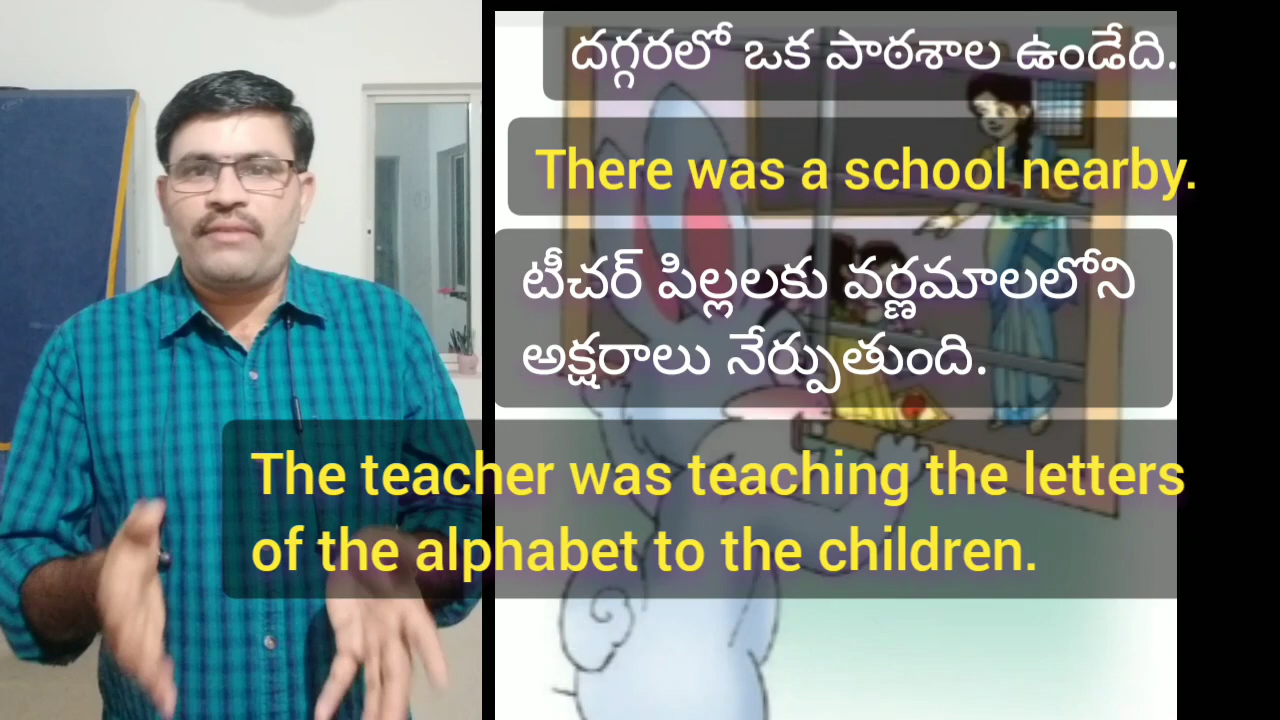 దగ్గరలో ఒక పాఠశాల ఉండేది.
There was a school nearby.
టీచర్ పిల్లలకు వర్ణమాలలోని
అక్షరాలు నేర్పుతుంది.
The teacher was teaching the letters
of the alphabet to the children.